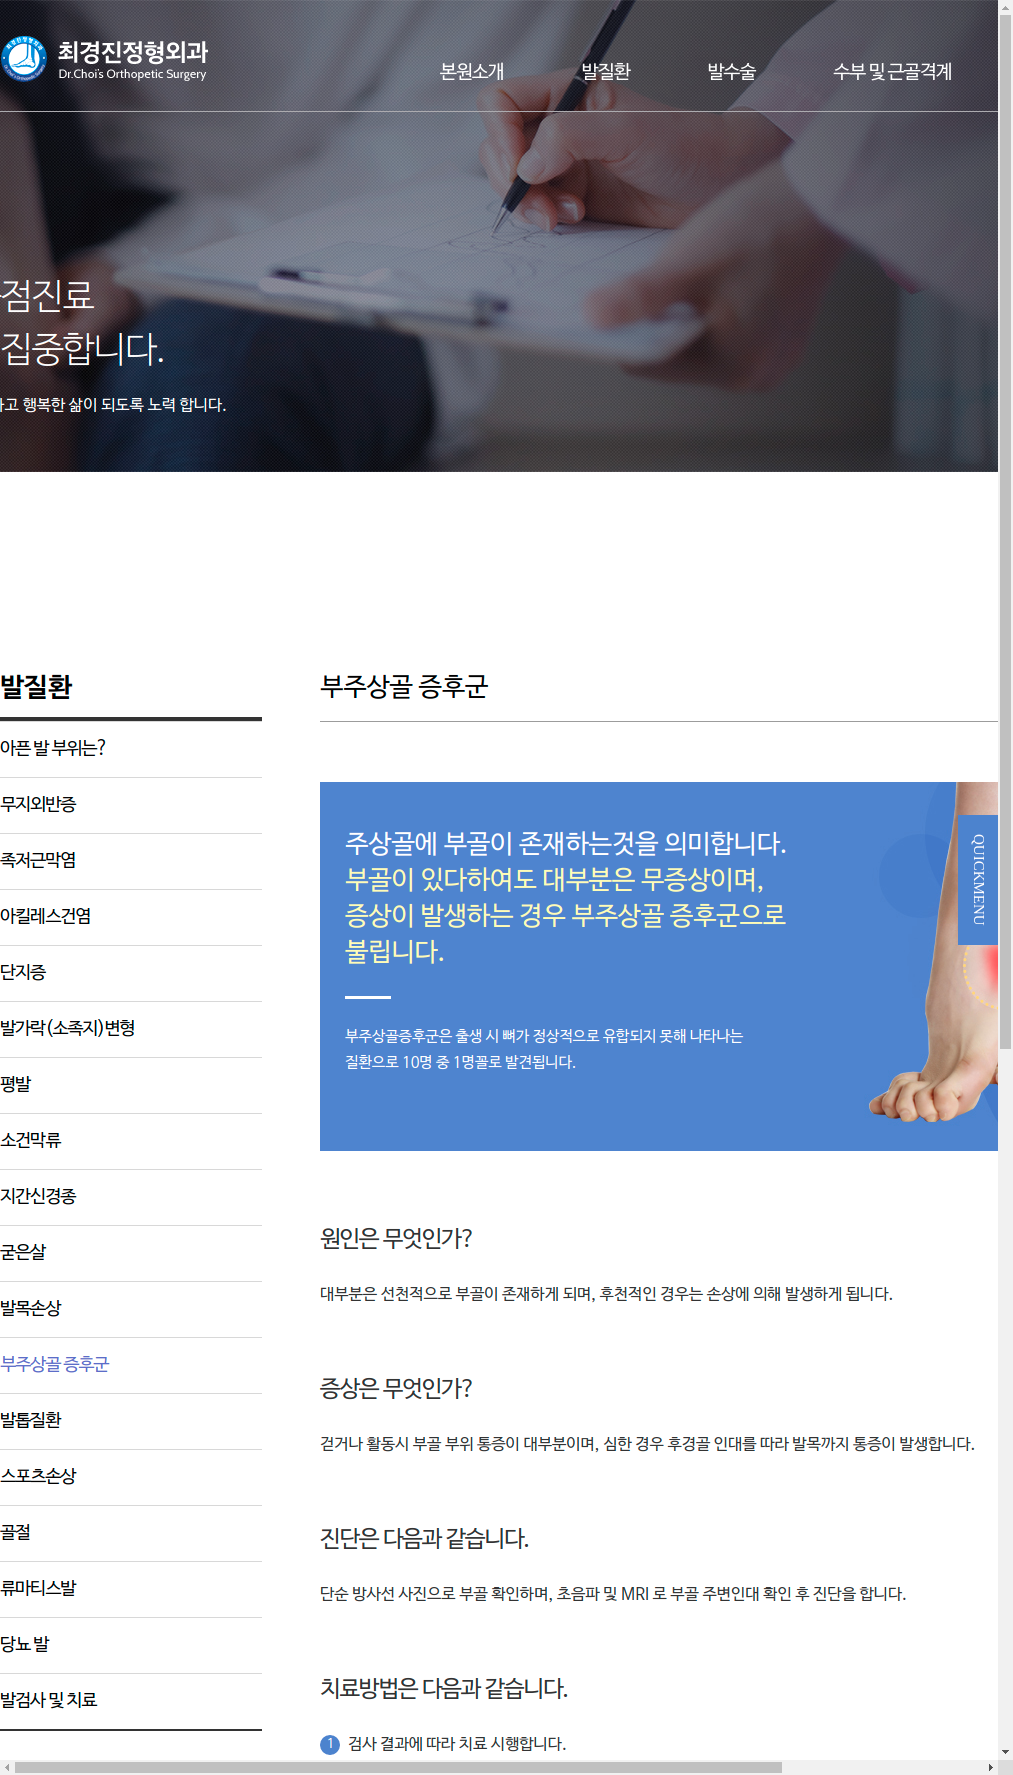 최경진정형외과
Dr.Choi's Orthopetic Surgery
본원소개
발질환
발수술
수부 및 근골격계
점진료
집중합니다.
고 행복한 삶이 되도록 노력 합니다.
발질환
아픈 발 부위는?
무지외반증
족저근막염
아킬레스건염
단지증
발가락(소족지)변형
평발
소건막류
지간신경종
굳은살
발목손상
부주상골 증후군
발톱질환
스포츠손상
골절
류마티스발
당뇨 발
발검사 및 치료
부주상골 증후군
주상골에 부골이 존재하는것을 의미합니다.
부골이 있다하여도 대부분은 무증상이며,
증상이 발생하는 경우 부주상골 증후군으로
불립니다.
부주상골증후군은 출생 시 뼈가 정상적으로 유합되지 못해 나타나는
질환으로 10명 중 1명꼴로 발견됩니다.
QUICKMENU
원인은 무엇인가?
대부분은 선천적으로 부골이 존재하게 되며, 후천적인 경우는 손상에 의해 발생하게 됩니다.
증상은 무엇인가?
걷거나 활동시 부골 부위 통증이 대부분이며, 심한 경우 후경골 인대를 따라 발목까지 통증이 발생합니다.
진단은 다음과 같습니다.
단순 방사선 사진으로 부골 확인하며, 초음파 및 MRI 로 부골 주변인대 확인 후 진단을 합니다.
치료방법은 다음과 같습니다.
1 검사 결과에 따라 치료 시행합니다.